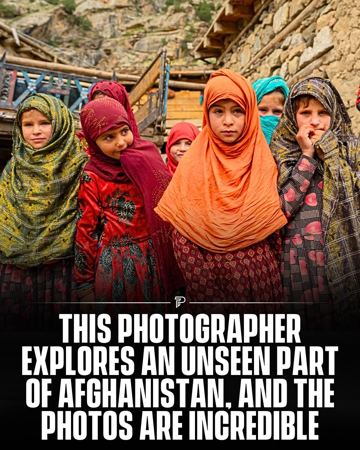 THIS PHOTOGRAPHER
EXPLORES AN UNSEEN PART
OF AFGHANISTAN, AND THE
PHOTOS ARE INCREDIBLE